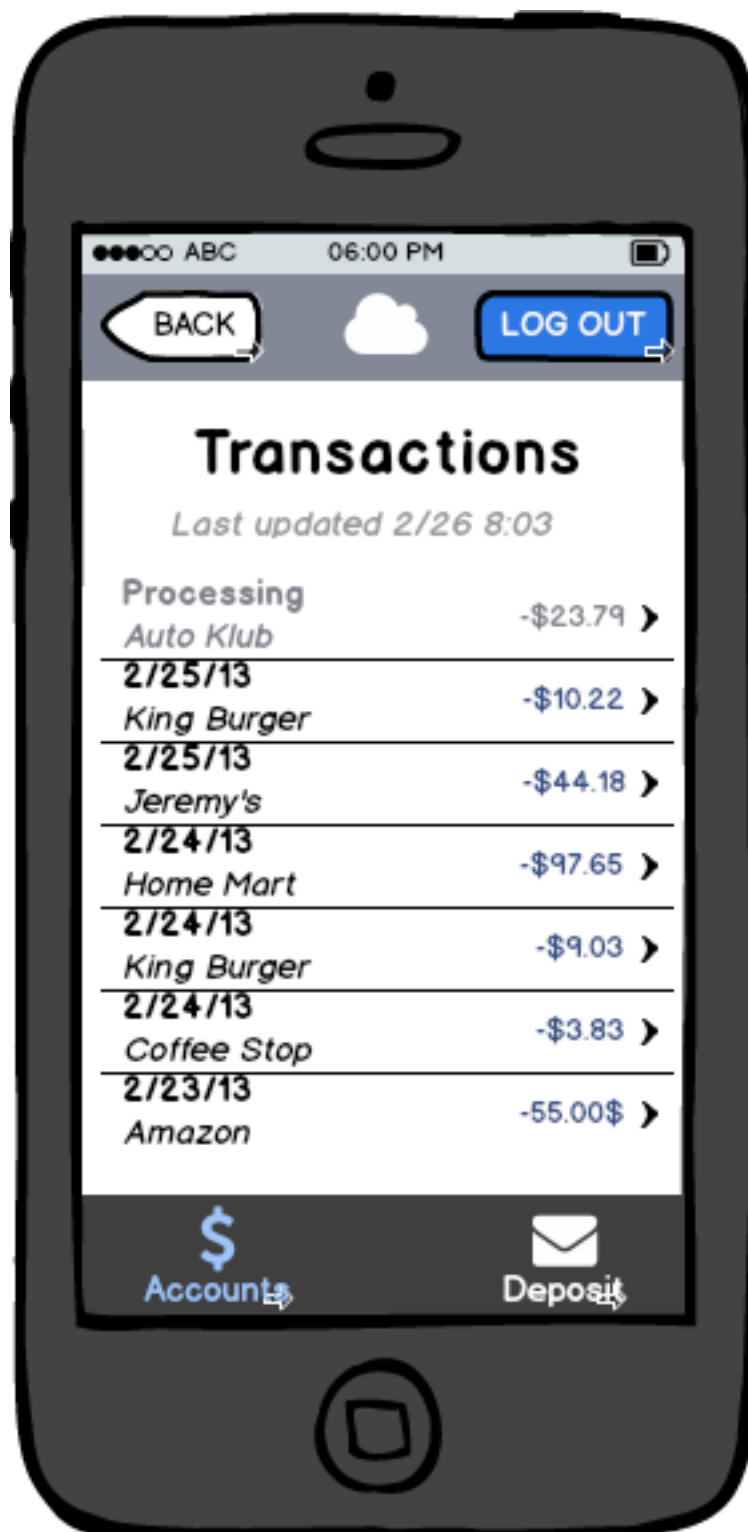 ABC 06:00 PM
BACK LOG OUT
Transactions
Last updated 2/26 8:03
Processing
Auto Klub -$23.79
2/25/13
King Burger -$10.22
2/25/13
Jeremy's -$44.18
2/24/13
Home Mart -$97.65
2/24/13
King Burger -$9.03
2/24/13
Coffee Stop -$3.83
2/23/13
Amazon -55.00$
$
Accounts Deposit